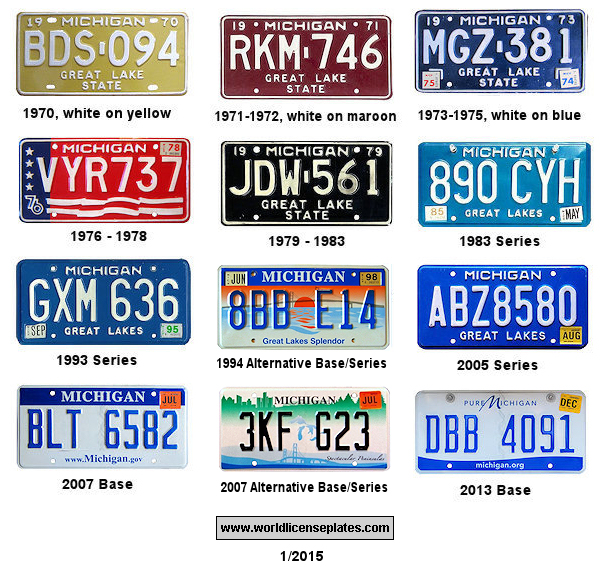 19 MICHIGAN 70
BDS-094
GREAT LAKE
STATE
1970, white on yellow
19 MICHIGAN 71
RKM-746
GREAT LAKE
STATE
1971-1972, white on maroon
19 MICHIGAN 73
MGZ-381
75 GREAT LAKE 74
STATE
1973-1975, white on blue
MICHIGAN 78
VYR737
76
1976 - 1978
19 MICHIGAN 79
JDW-561
GREAT LAKE
STATE
1979 - 1983
MICHIGAN
890 CYH
85 GREAT LAKES MAY
1983 Series
MICHIGAN
GXM 636
SEP GREAT LAKES 95
1993 Series
JUN MICHIGAN 98
8BB E14
Great Lakes Splendor
1994 Alternative Base/Series
MICHIGAN
ABZ8580
GREAT LAKES AUG
2005 Series
MICHIGAN JUL
BLT 6582
www.Michigan.gov
2007 Base
MICHIGAN JUL
3KF G23
Spectacular Peninsulas
2007 Alternative Base/Series
PURE MICHIGAN DEC
DBB 4091
michigan.org
2013 Base
www.worldlicenseplates.com
1/2015